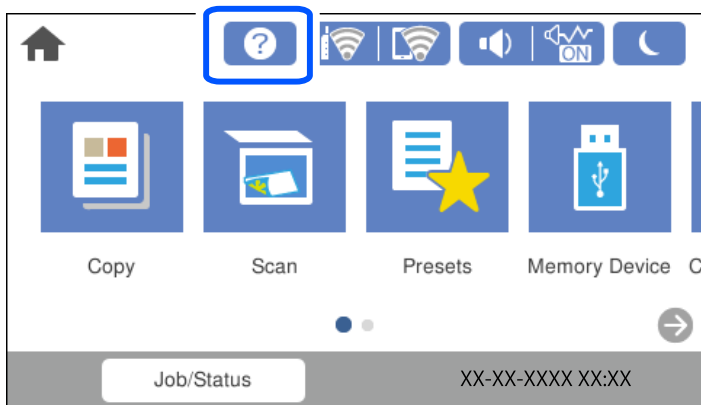 ?
ON
Copy Scan Presets Memory Device C
Job/Status XX-XX-XXXX XX:XX